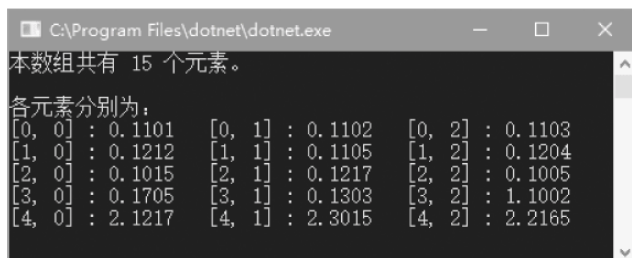 C:\Program Files\dotnet\dotnet.exe
本数组共有 15 个元素。
各元素分别为:
[0, 0] : 0.1101 [0, 1] : 0.1102 [0, 2] : 0.1103
[1, 0] : 0.1212 [1, 1] : 0.1105 [1, 2] : 0.1204
[2, 0] : 0.1015 [2, 1] : 0.1217 [2, 2] : 0.1005
[3, 0] : 0.1705 [3, 1] : 0.1303 [3, 2] : 1.1002
[4, 0] : 2.1217 [4, 1] : 2.3015 [4, 2] : 2.2165